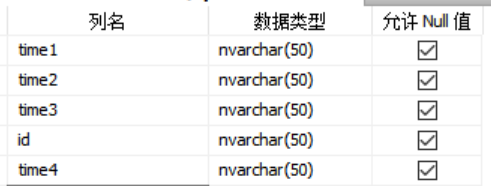 列名 数据类型 允许 Null 值
time1 nvarchar(50)
time2 nvarchar(50)
time3 nvarchar(50)
id nvarchar(50)
time4 nvarchar(50)